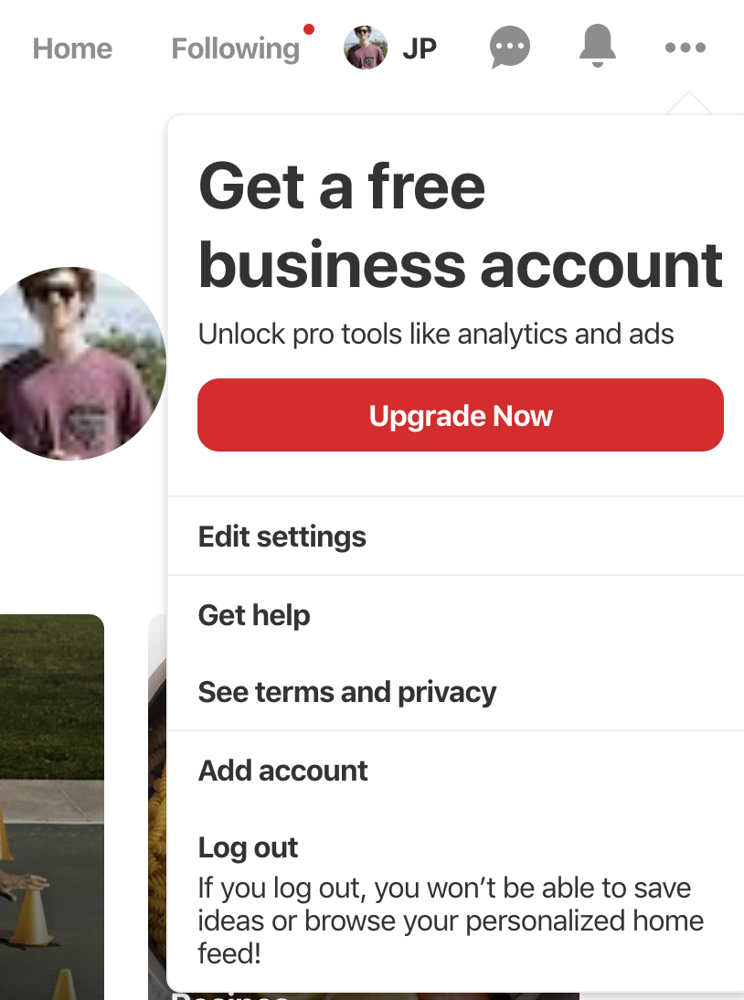 Home Following JP
Get a free
business account
Unlock pro tools like analytics and ads
Upgrade Now
Edit settings
Get help
See terms and privacy
Add account
Log out
If you log out, you won’t be able to save
ideas or browse your personalized home
feed!